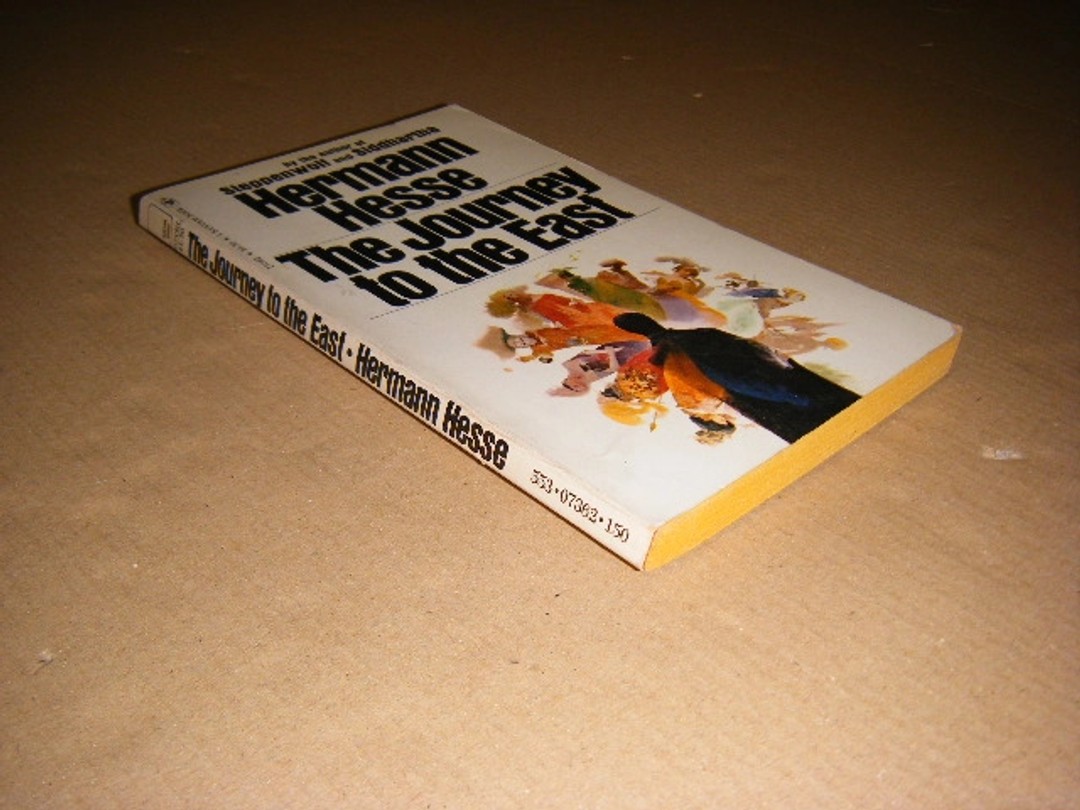 by the author of
Steppenwolf and Siddhartha
Hermann
Hesse
The Journey
to the East
The Journey to the East • Hermann Hesse
553•07362•150